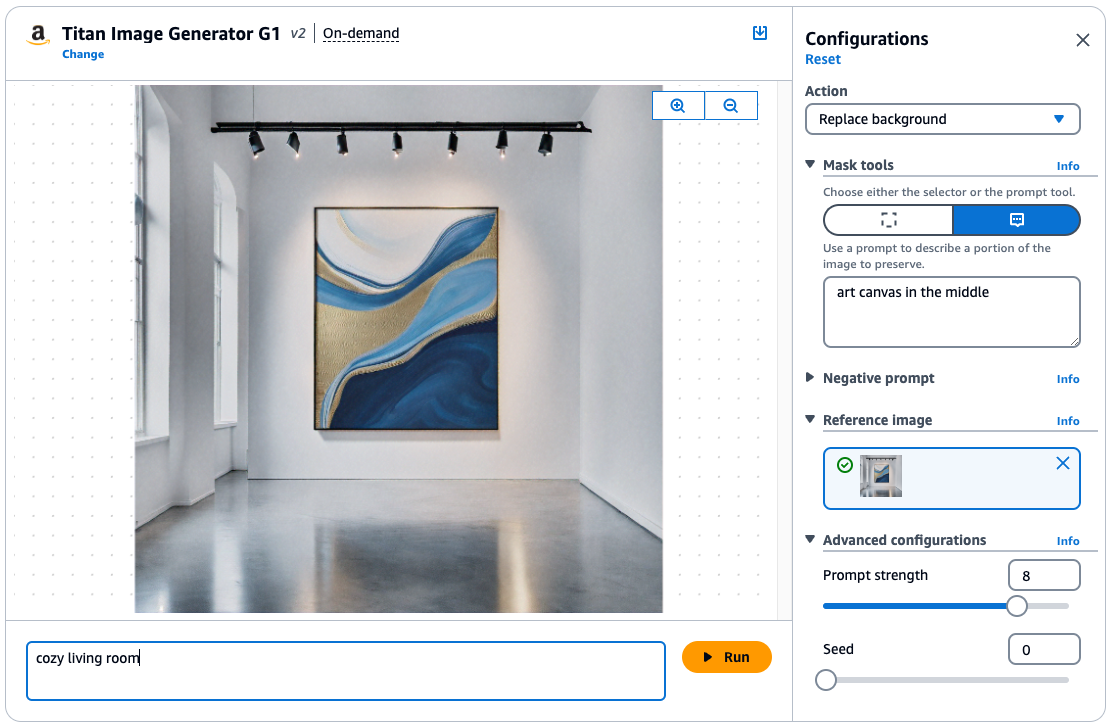 a
Titan Image Generator G1 v2 On-demand
Change
Configurations
Reset
Action
Replace background
Mask tools Info
Choose either the selector or the prompt tool.
Use a prompt to describe a portion of the
image to preserve.
art canvas in the middle
Negative prompt Info
Reference image Info
Advanced configurations Info
Prompt strength 8
Seed 0
cozy living room
Run